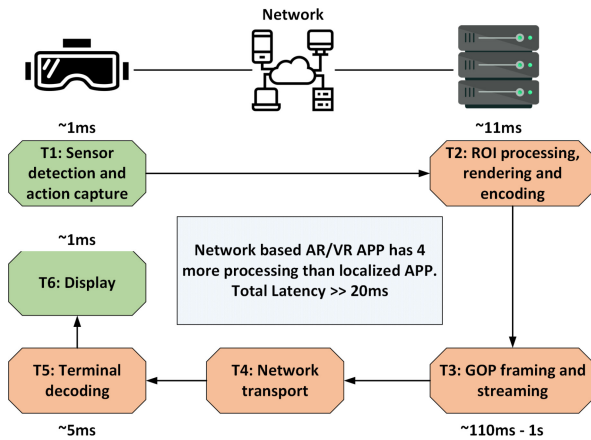 Network
~1ms
T1: Sensor
detection and
action capture
~11ms
T2: ROI processing,
rendering and
encoding
Network based AR/VR APP has 4
more processing than localized APP.
Total Latency >> 20ms
~1ms
T6: Display
T5: Terminal
decoding
~5ms
T4: Network
transport
T3: GOP framing and
streaming
~110ms - 1s